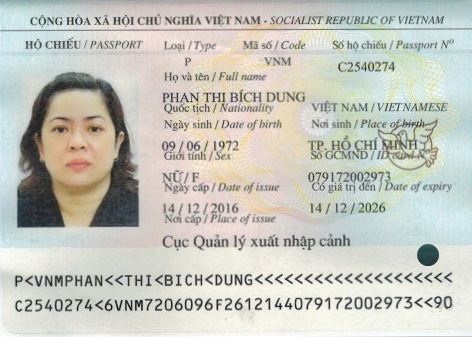 CỘNG HÒA XÃ HỘI CHỦ NGHĨA VIỆT NAM - SOCIALIST REPUBLIC OF VIETNAM
HỘ CHIẾU / PASSPORT
Loại / Type Mã số / Code Số hộ chiếu / Passport Nº
P VNM C2540274
Họ và tên / Full name
PHAN THI BÍCH DUNG
Quốc tịch / Nationality VIỆT NAM / VIETNAMESE
Ngày sinh / Date of birth Nơi sinh / Place of birth
09 / 06 / 1972 TP. HỒ CHÍ MINH
Giới tính / Sex Số GCMND / ID card Nº
NỮ / F 079172002973
Ngày cấp / Date of issue Có giá trị đến / Date of expiry
14 / 12 / 2016 14 / 12 / 2026
Nơi cấp / Place of issue
Cục Quản lý xuất nhập cảnh
P<VNMPHAN<<THI<BICH<DUNG<<<<<<<<<<<<<<<<<<<<
C2540274<6VNM7206096F2612144079172002973<<90